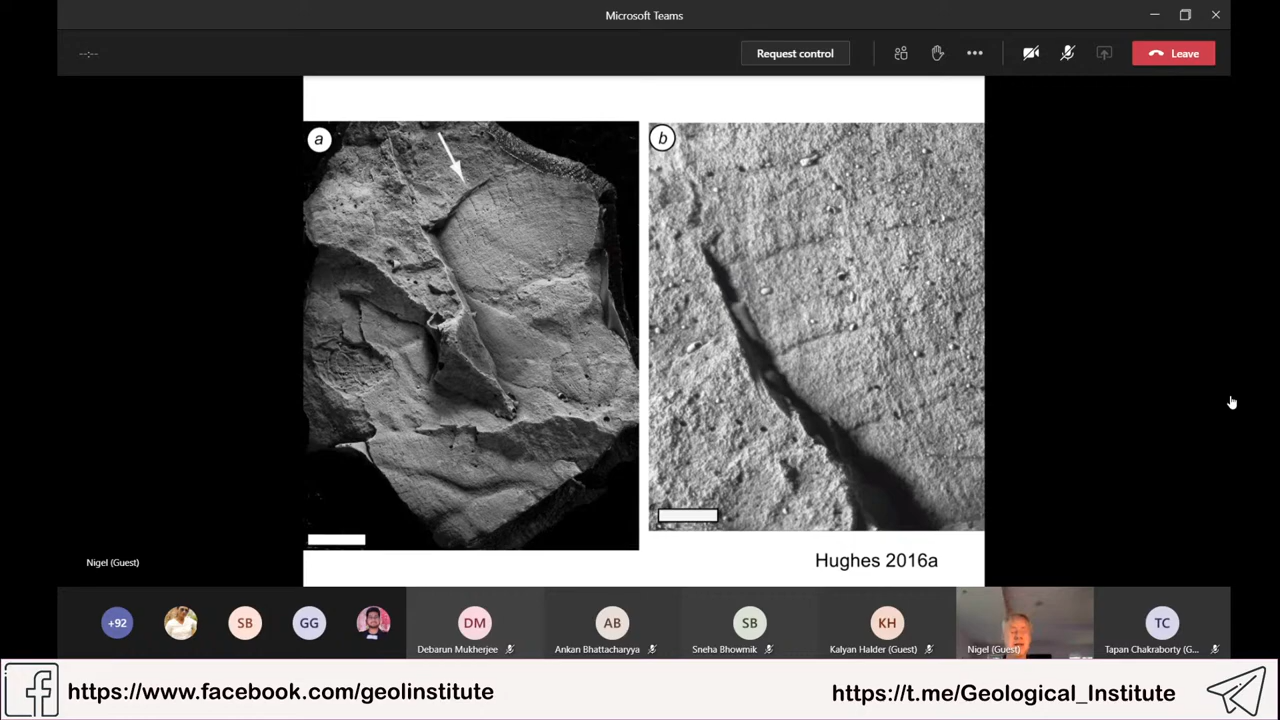 Microsoft Teams
--:--
Request control
Leave
a
b
Hughes 2016a
Nigel (Guest)
+92
SB
GG
DM
Debarun Mukherjee
AB
Ankan Bhattacharyya
SB
Sneha Bhowmik
KH
Kalyan Halder (Guest)
Nigel (Guest)
TC
Tapan Chakraborty (G...
https://www.facebook.com/geolinstitute
https://t.me/Geological_Institute